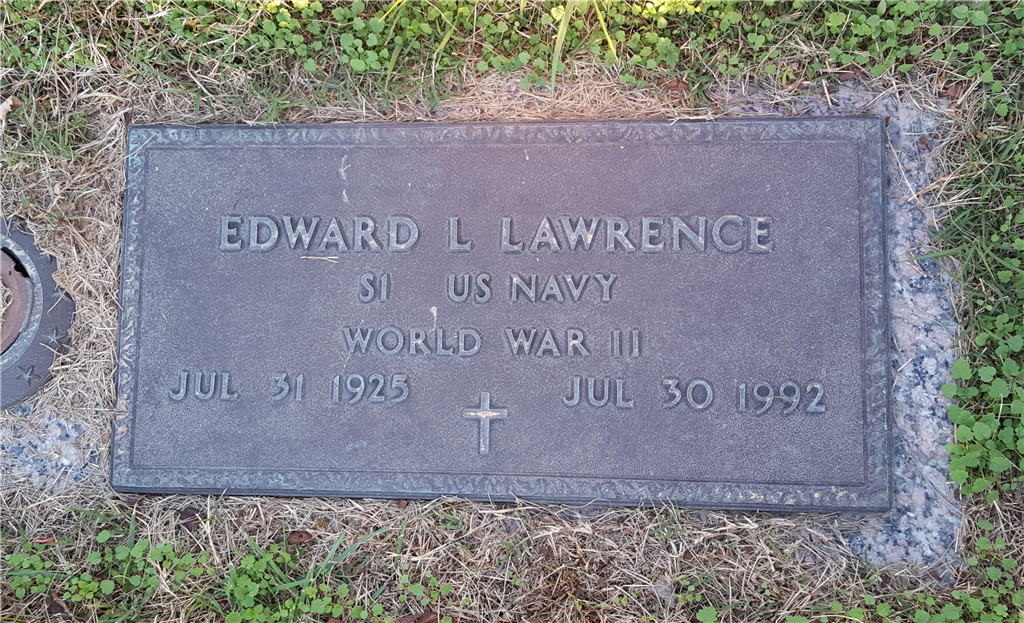 EDWARD L LAWRENCE
S1 US NAVY
WORLD WAR II
JUL 31 1925 JUL 30 1992